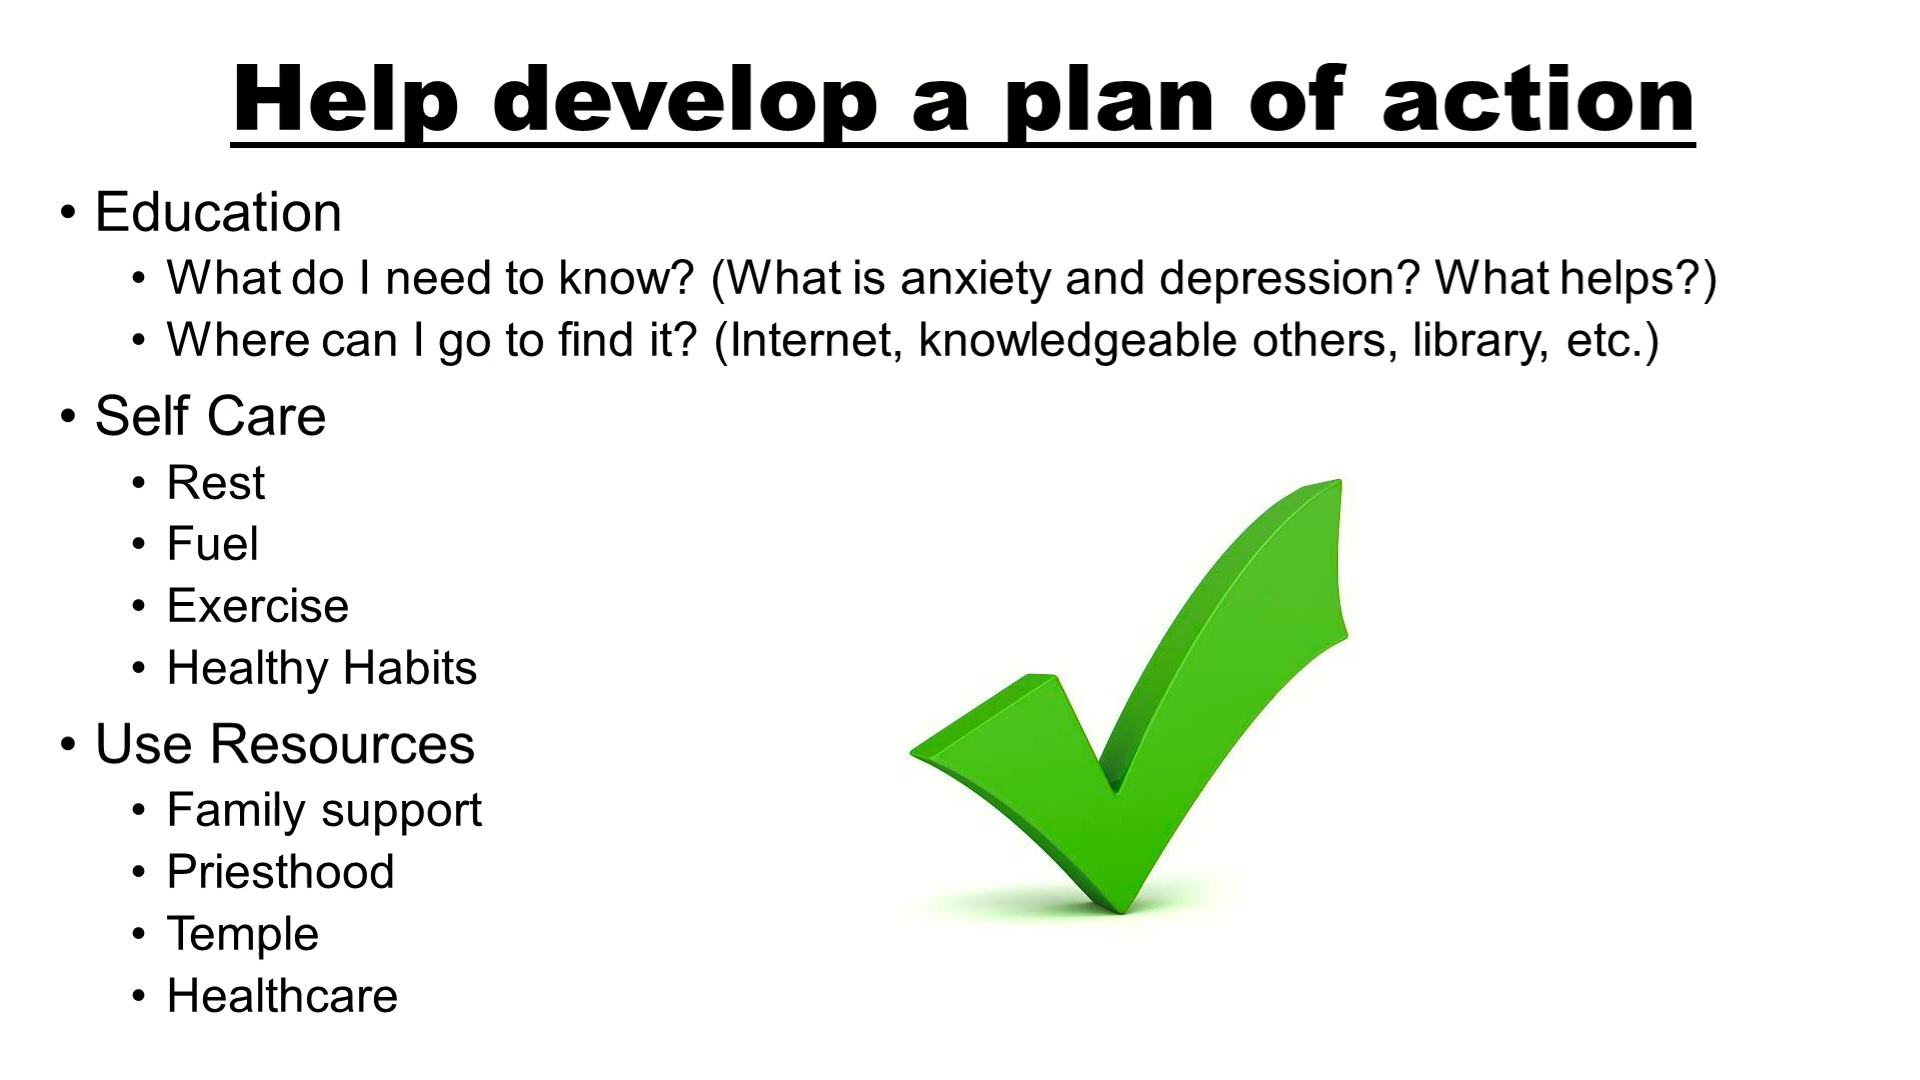 Help develop a plan of action
• Education
• What do I need to know? (What is anxiety and depression? What helps?)
• Where can I go to find it? (Internet, knowledgeable others, library, etc.)
• Self Care
• Rest
• Fuel
• Exercise
• Healthy Habits
• Use Resources
• Family support
• Priesthood
• Temple
• Healthcare